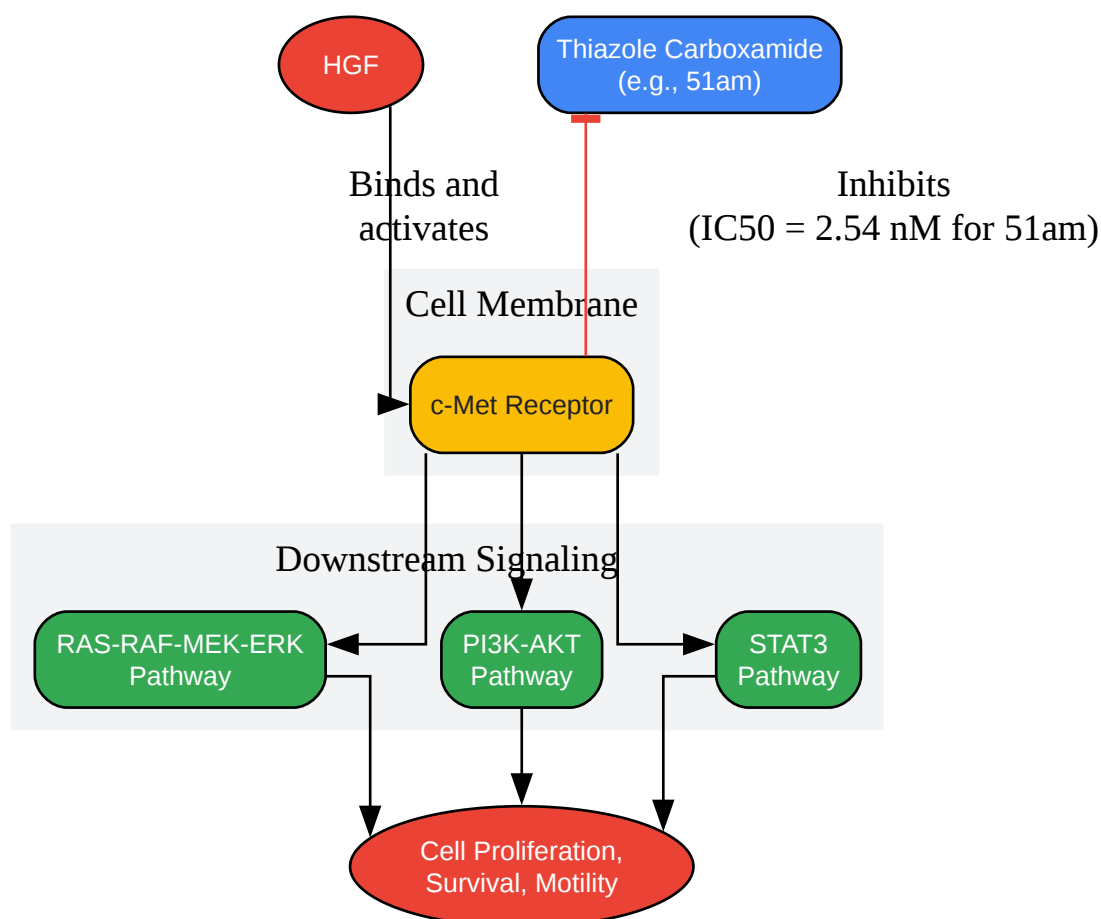 HGF
Thiazole Carboxamide
(e.g., 51am)
Binds and
activates
Inhibits
(IC50 = 2.54 nM for 51am)
Cell Membrane
c-Met Receptor
Downstream Signaling
RAS-RAF-MEK-ERK
Pathway
PI3K-AKT
Pathway
STAT3
Pathway
Cell Proliferation,
Survival, Motility